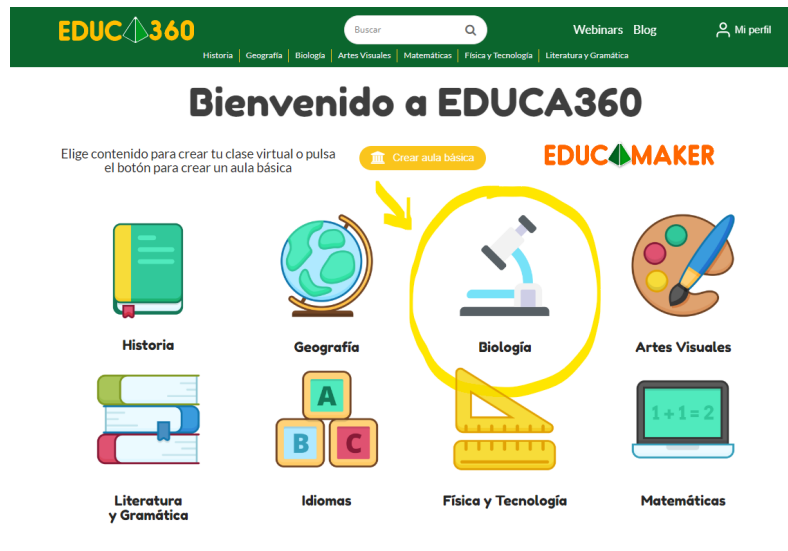 EDUCA360
Buscar
Webinars Blog
Mi perfil
Historia Geografía Biología Artes Visuales Matemáticas Física y Tecnología Literatura y Gramática
Bienvenido a EDUCA360
Elige contenido para crear tu clase virtual o pulsa
el botón para crear un aula básica
Crear aula básica
EDUCAMAKER
Historia
Geografía
Biología
Artes Visuales
A
B C
1+1=2
Literatura
y Gramática
Idiomas
Física y Tecnología
Matemáticas